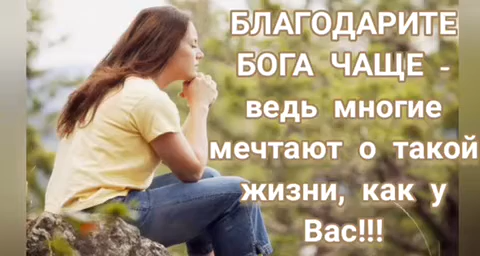 БЛАГОДАРИТЕ
БОГА ЧАЩЕ -
ведь многие
мечтают о такой
жизни, как у
Вас!!!